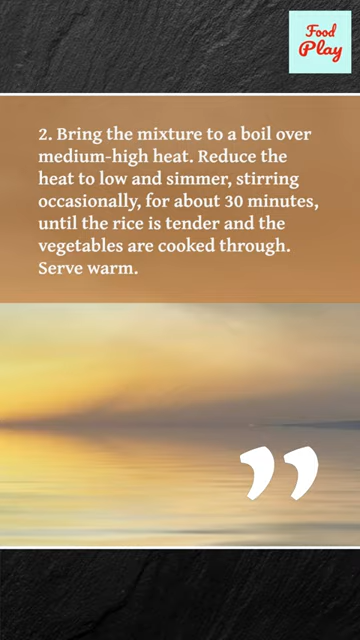 Food
Play
2. Bring the mixture to a boil over
medium-high heat. Reduce the
heat to low and simmer, stirring
occasionally, for about 30 minutes,
until the rice is tender and the
vegetables are cooked through.
Serve warm.
”